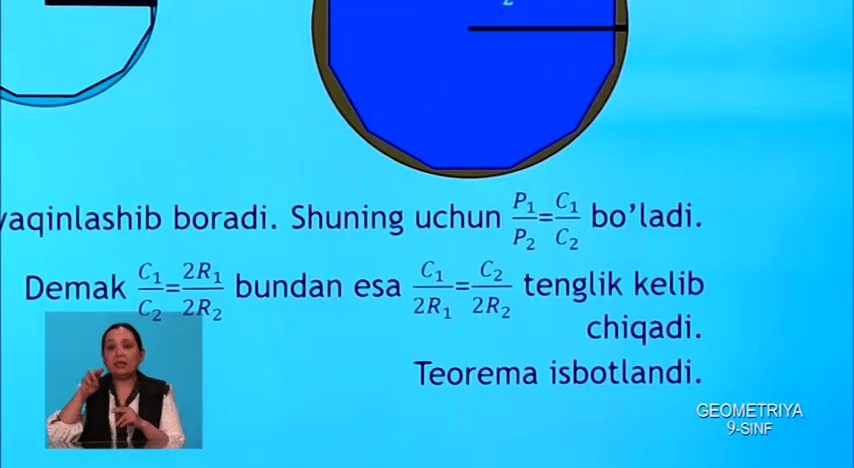 2
yaqinlashib boradi. Shuning uchun P₁/P₂=C₁/C₂ bo’ladi.
Demak C₁/C₂=2R₁/2R₂ bundan esa C₁/2R₁=C₂/2R₂ tenglik kelib
chiqadi.
Teorema isbotlandi.
GEOMETRIYA
9-SINF